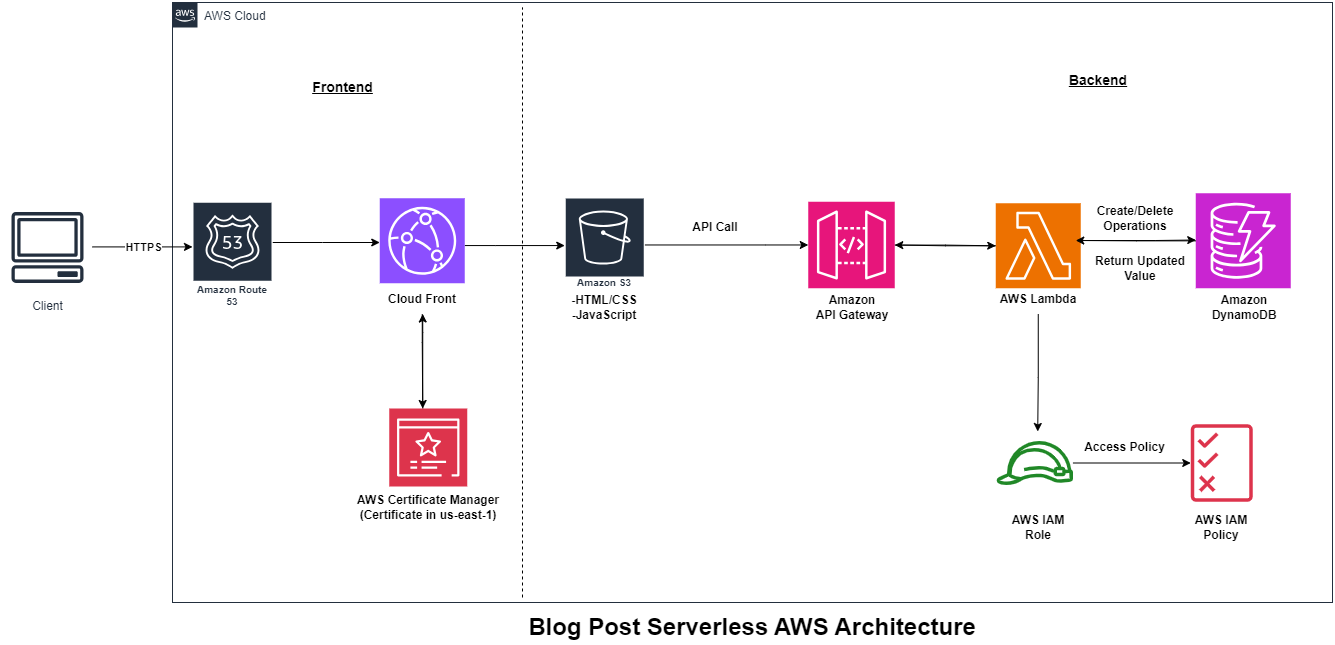 aws
AWS Cloud
Frontend
Backend
HTTPS
53
Client
Amazon Route
53
Cloud Front
Amazon S3
-HTML/CSS
-JavaScript
API Call
</>
Amazon
API Gateway
AWS Lambda
Create/Delete
Operations
Return Updated
Value
Amazon
DynamoDB
AWS Certificate Manager
(Certificate in us-east-1)
Access Policy
AWS IAM
Role
AWS IAM
Policy
Blog Post Serverless AWS Architecture